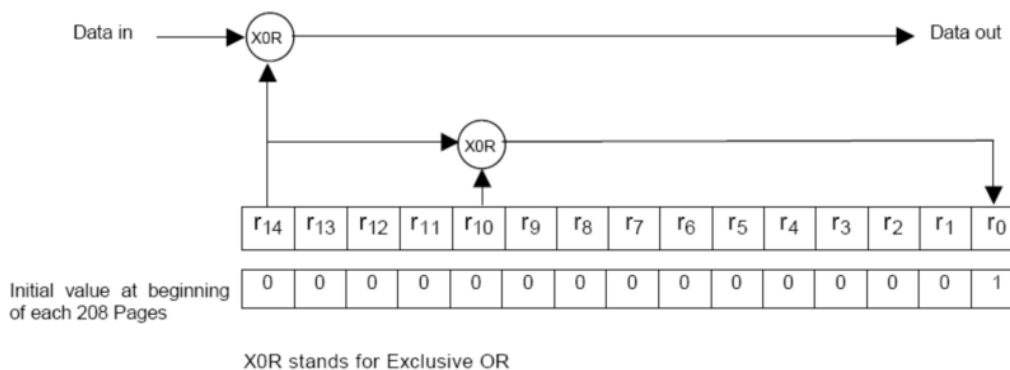 Data in
X0R
Data out
X0R
r14 r13 r12 r11 r10 r9 r8 r7 r6 r5 r4 r3 r2 r1 r0
Initial value at beginning
of each 208 Pages
0 0 0 0 0 0 0 0 0 0 0 0 0 0 1
X0R stands for Exclusive OR